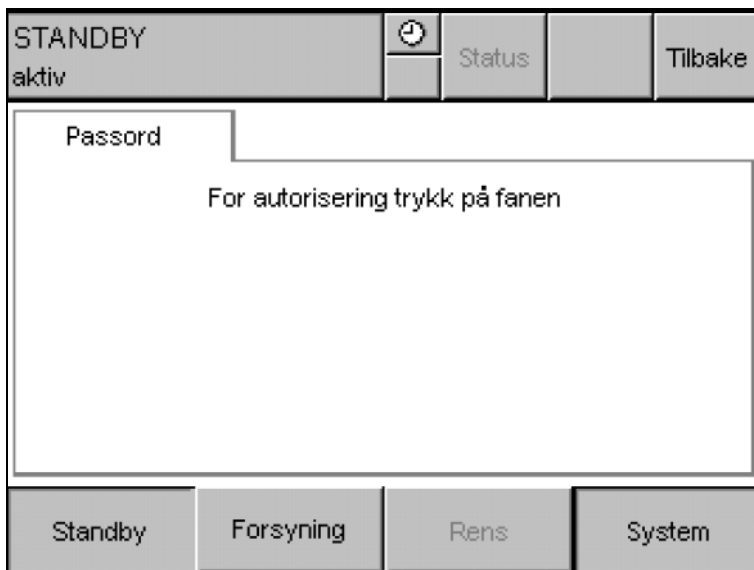 STANDBY
aktiv
Status
Tilbake
Passord
For autorisering trykk på fanen
Standby
Forsyning
Rens
System